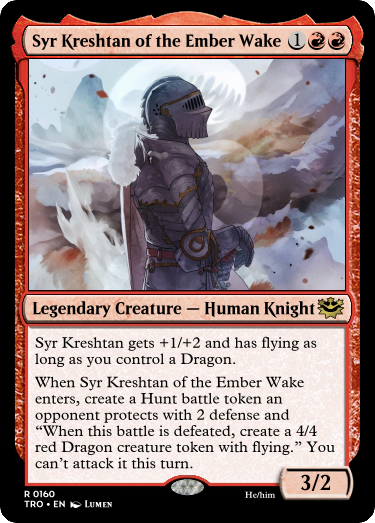 Syr Kreshtan of the Ember Wake 1
Legendary Creature — Human Knight
Syr Kreshtan gets +1/+2 and has flying as
long as you control a Dragon.
When Syr Kreshtan of the Ember Wake
enters, create a Hunt battle token an
opponent protects with 2 defense and
“When this battle is defeated, create a 4/4
red Dragon creature token with flying.” You
can’t attack it this turn.
3/2
R 0160
TRO • EN Lumen
He/him